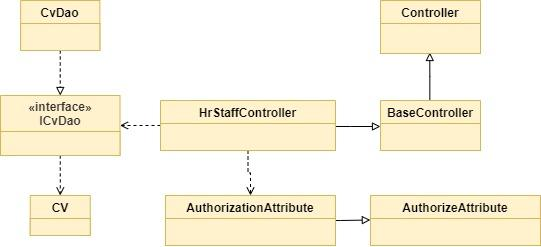 CvDao
Controller
«interface»
ICvDao
HrStaffController
BaseController
CV
AuthorizationAttribute
AuthorizeAttribute